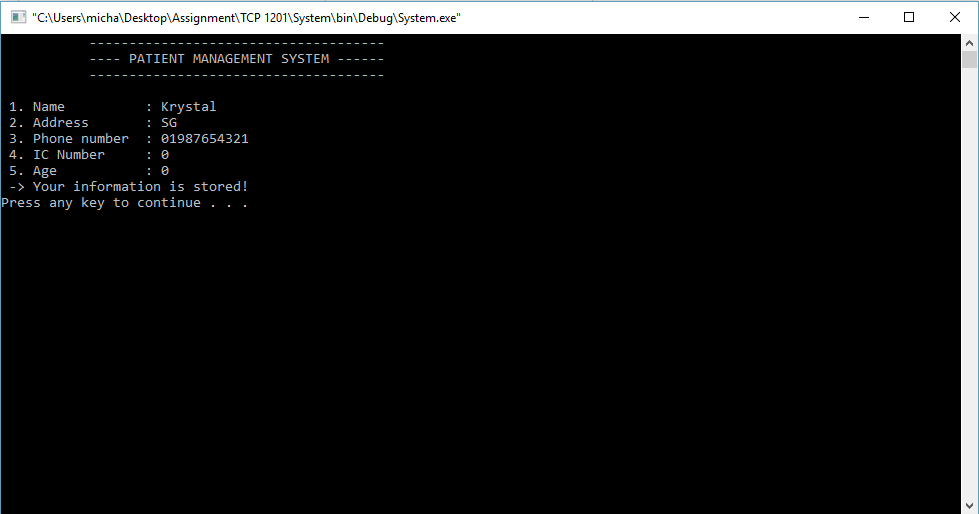 "C:\Users\micha\Desktop\Assignment\TCP 1201\System\bin\Debug\System.exe"
-------------------------------------
---- PATIENT MANAGEMENT SYSTEM ------
-------------------------------------
1. Name          : Krystal
2. Address       : SG
3. Phone number  : 01987654321
4. IC Number     : 0
5. Age           : 0
-> Your information is stored!
Press any key to continue . . .